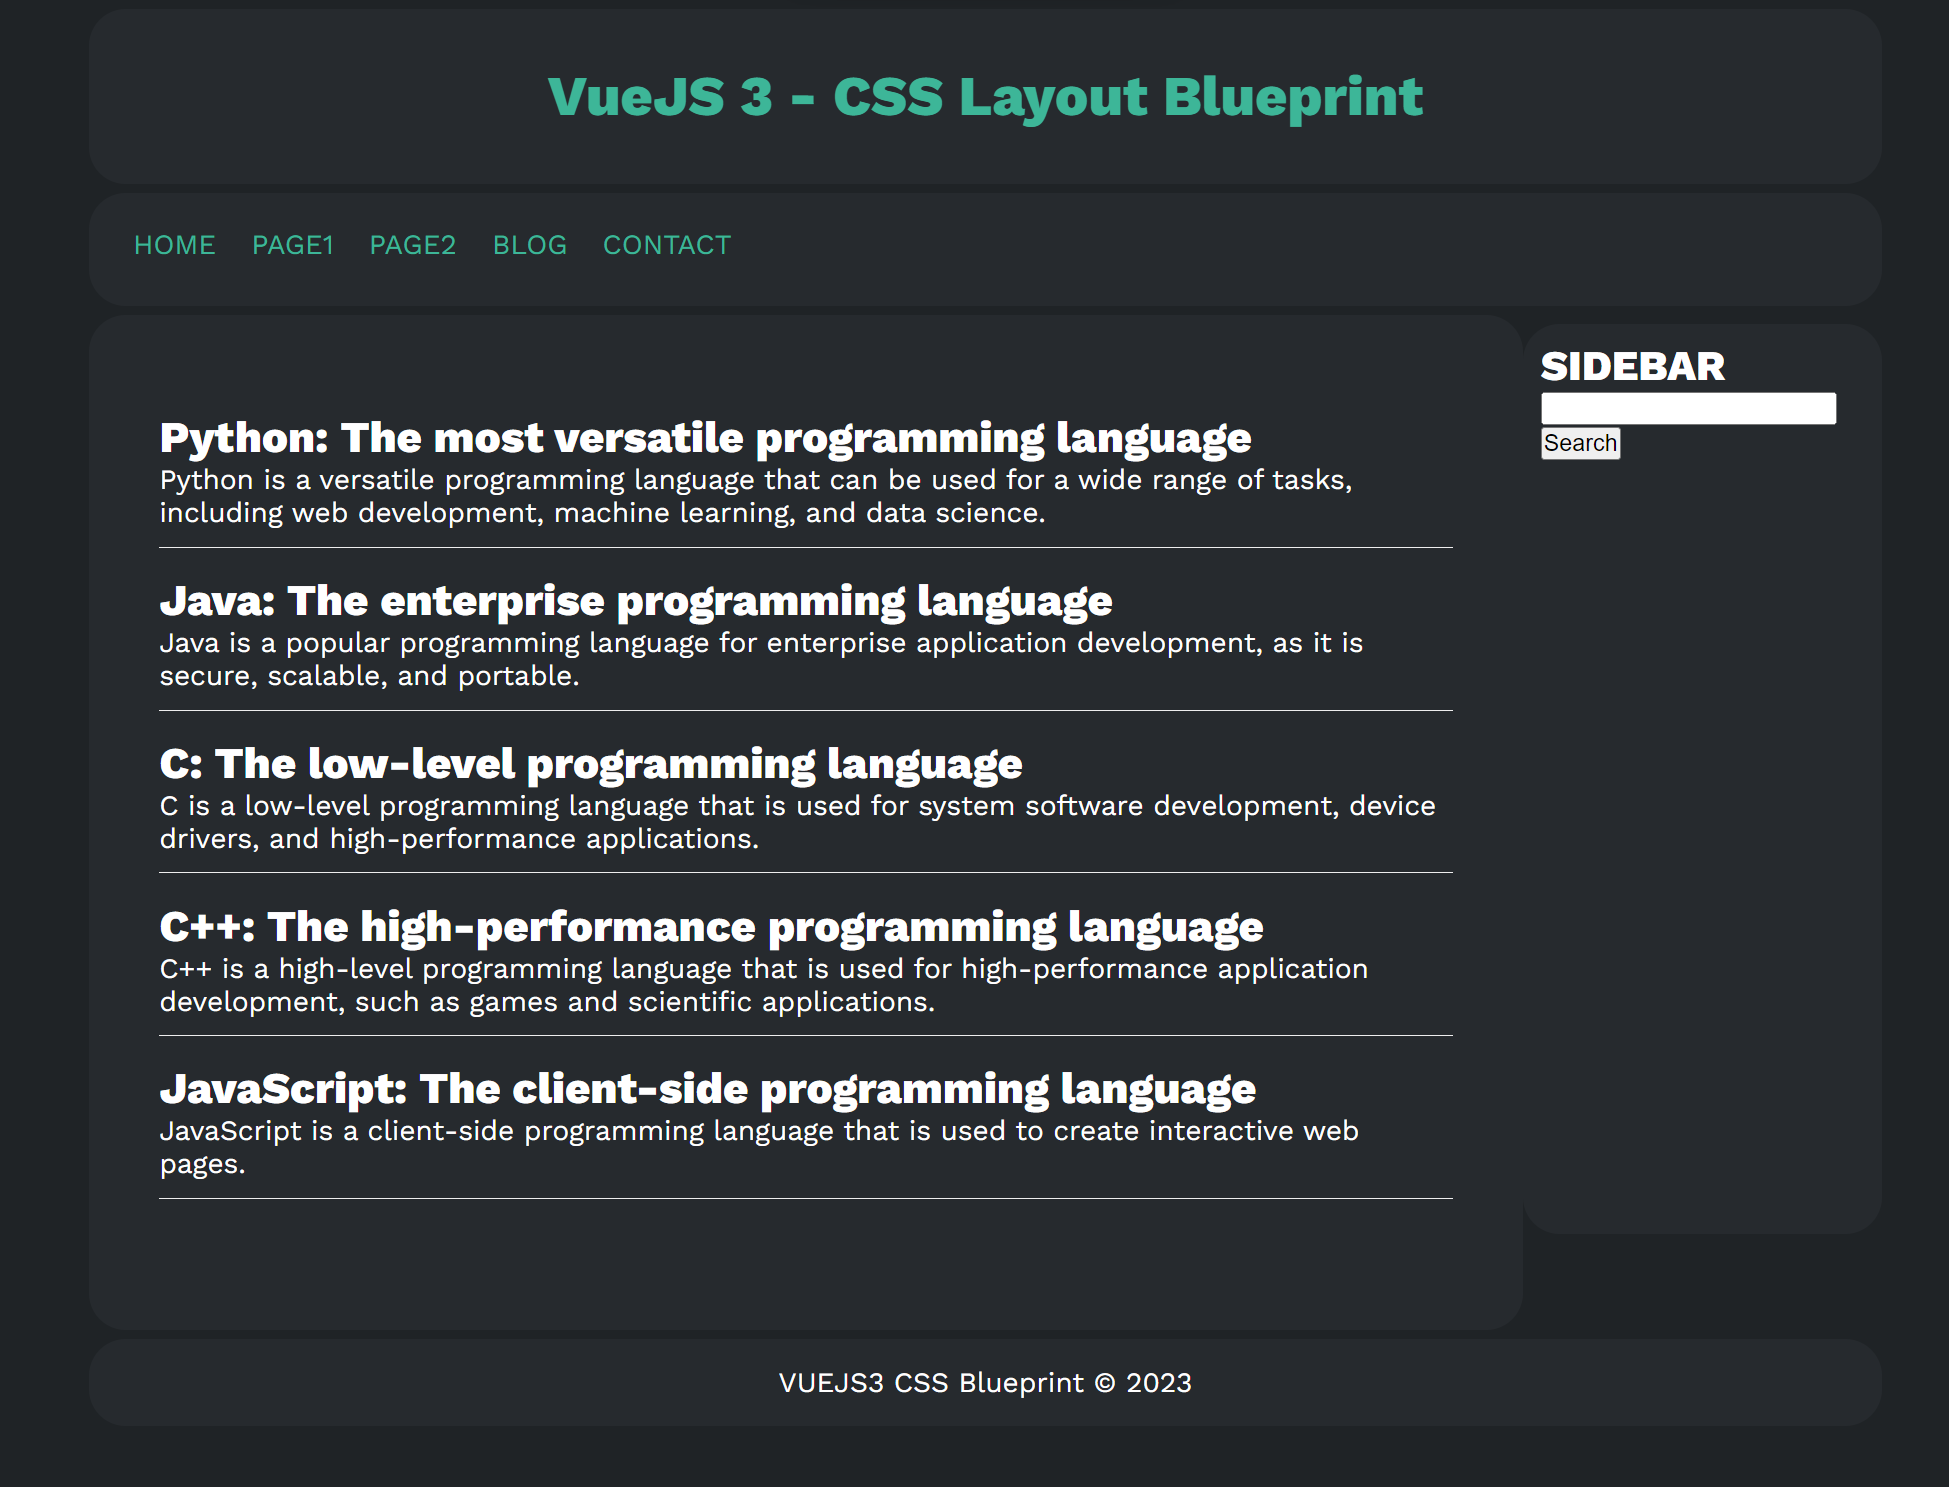 VueJS 3 - CSS Layout Blueprint
HOME PAGE1 PAGE2 BLOG CONTACT
Python: The most versatile programming language
Python is a versatile programming language that can be used for a wide range of tasks,
including web development, machine learning, and data science.
Java: The enterprise programming language
Java is a popular programming language for enterprise application development, as it is
secure, scalable, and portable.
C: The low-level programming language
C is a low-level programming language that is used for system software development, device
drivers, and high-performance applications.
C++: The high-performance programming language
C++ is a high-level programming language that is used for high-performance application
development, such as games and scientific applications.
JavaScript: The client-side programming language
JavaScript is a client-side programming language that is used to create interactive web
pages.
SIDEBAR
Search
VUEJS3 CSS Blueprint © 2023